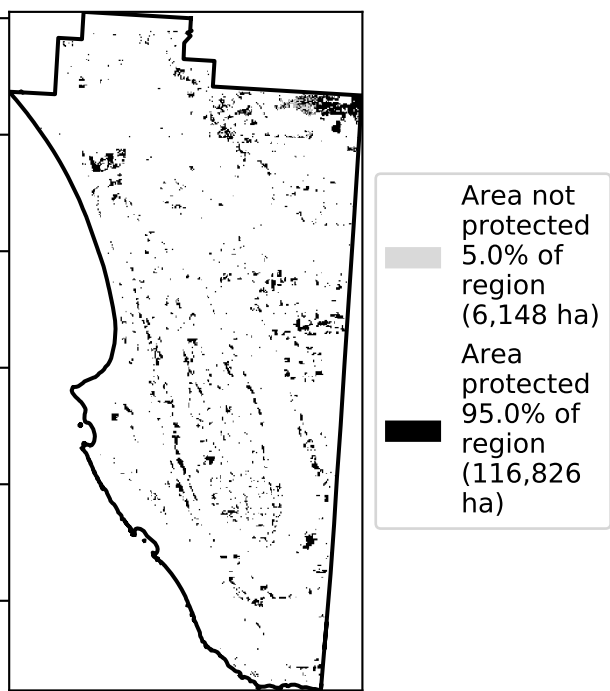 Area not
protected
5.0% of
region
(6,148 ha)
Area
protected
95.0% of
region
(116,826
ha)